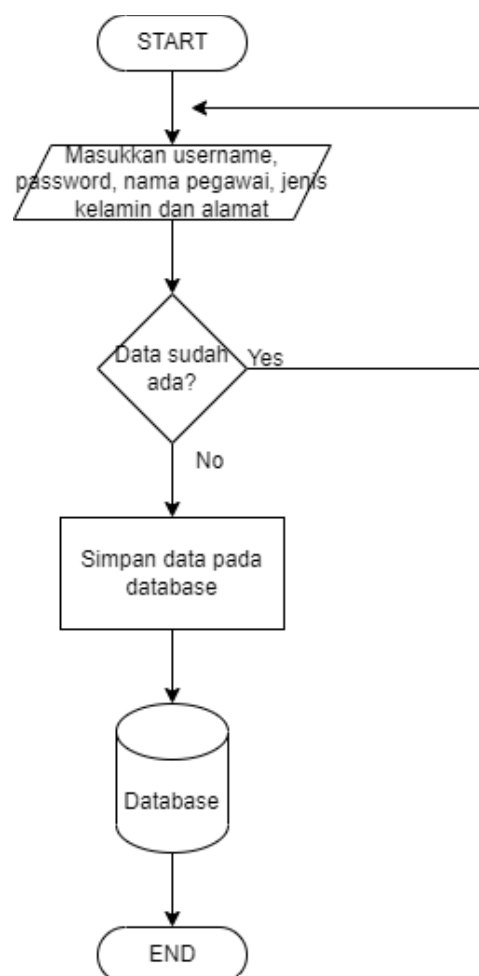 START
Masukkan username,
password, nama pegawai, jenis
kelamin dan alamat
Data sudah
ada?
Yes
No
Simpan data pada
database
Database
END